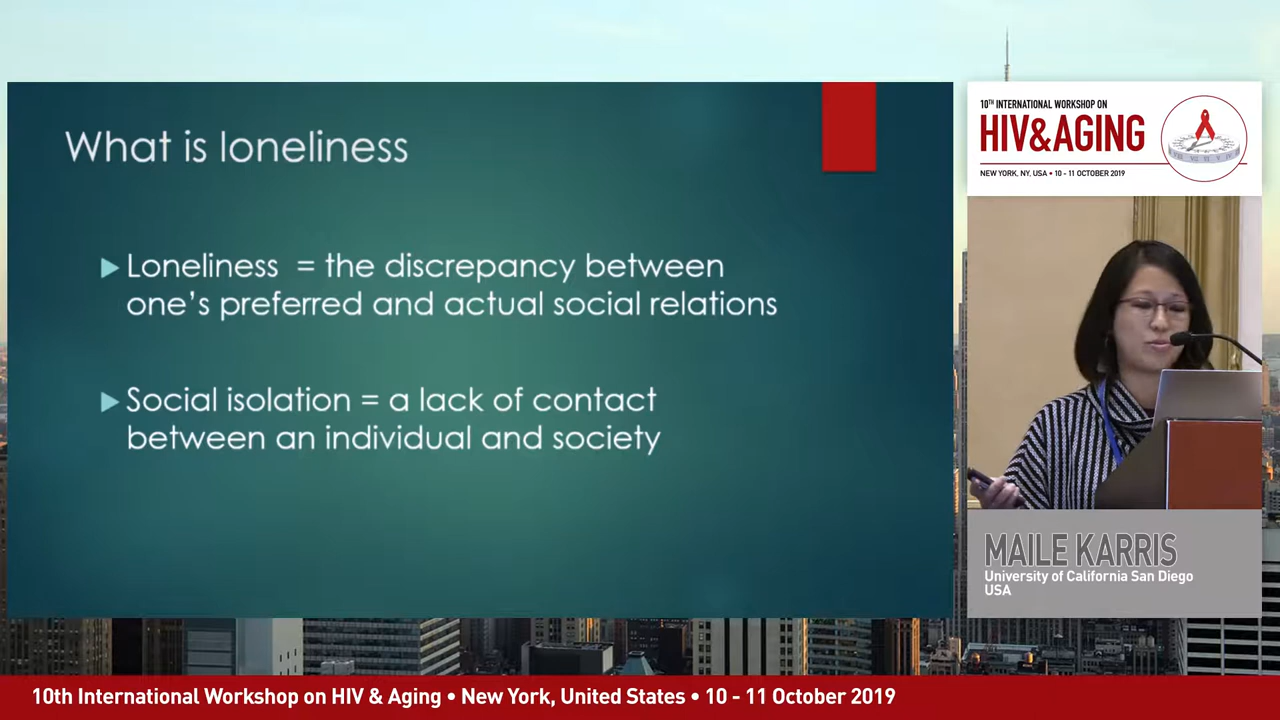 What is loneliness
Loneliness = the discrepancy between
one's preferred and actual social relations
Social isolation = a lack of contact
between an individual and society
10TH INTERNATIONAL WORKSHOP ON
HIV&AGING
NEW YORK, NY, USA • 10 - 11 OCTOBER 2019
MAILE KARRIS
University of California San Diego
USA
10th International Workshop on HIV & Aging • New York, United States • 10 - 11 October 2019